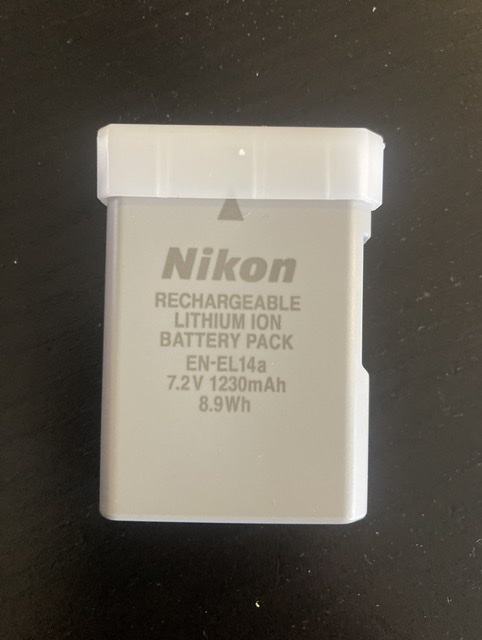 Nikon
RECHARGEABLE
LITHIUM ION
BATTERY PACK
EN-EL14a
7.2V 1230mAh
8.9Wh